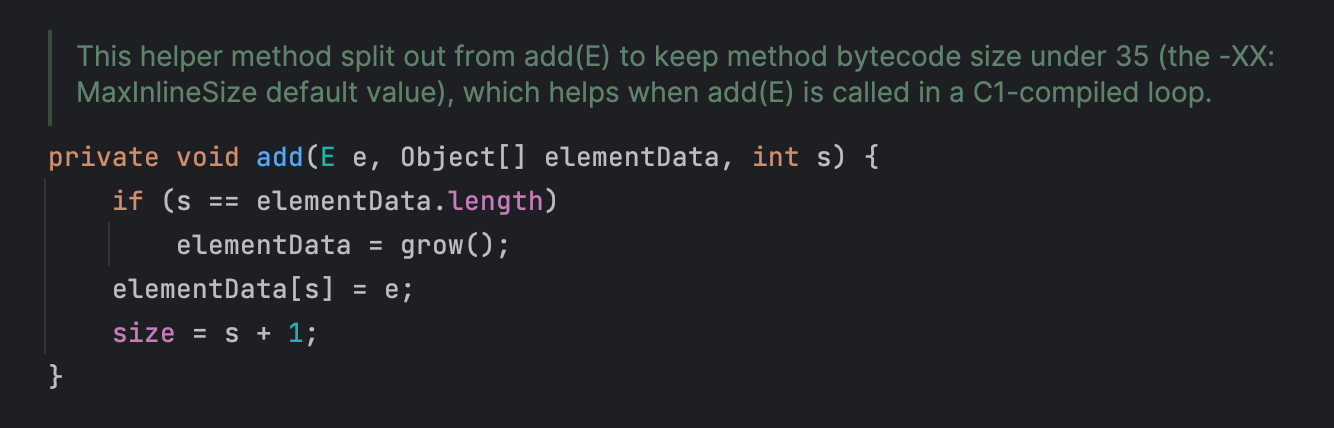 This helper method split out from add(E) to keep method bytecode size under 35 (the -XX:
MaxInlineSize default value), which helps when add(E) is called in a C1-compiled loop.
private void add(E e, Object[] elementData, int s) {
    if (s == elementData.length)
        elementData = grow();
    elementData[s] = e;
    size = s + 1;
}